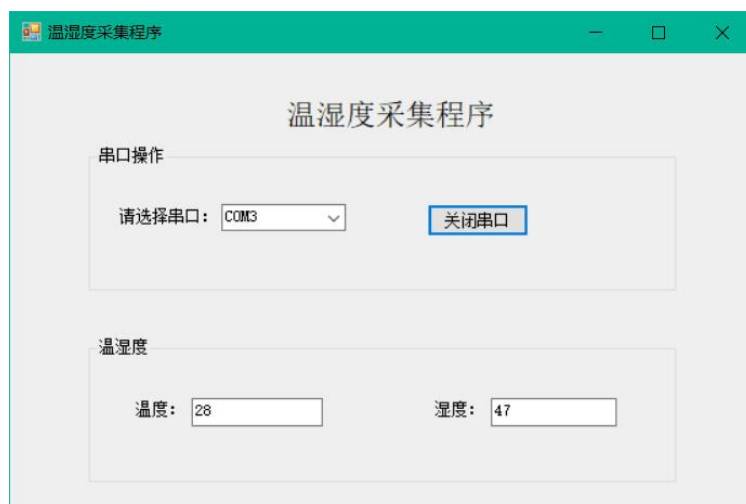 温湿度采集程序
温湿度采集程序
串口操作
请选择串口： COM3 关闭串口
温湿度
温度： 28 湿度： 47